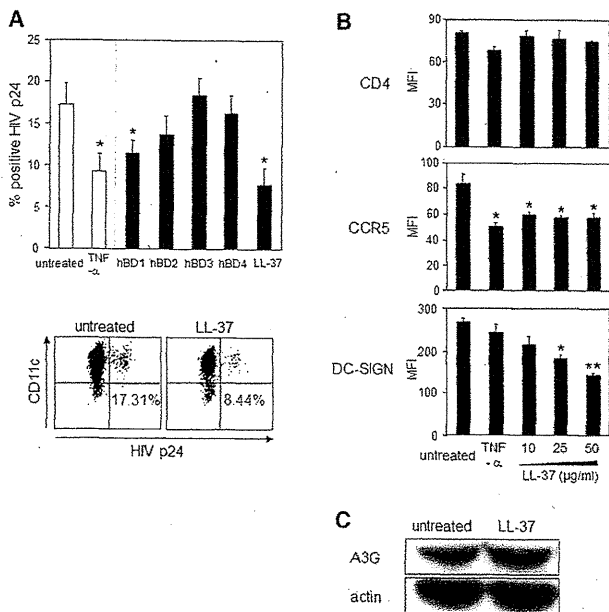 A
% positive HIV p24
25
20
15
10
5
0
*
*
*
untreated
TNF
-α
hBD1
hBD2
hBD3
hBD4
LL-37
untreated
LL-37
CD11c
17.31%
8.44%
HIV p24
B
CD4
MFI
90
60
30
0
CCR5
MFI
100
80
60
40
20
0
* * * *
DC-SIGN
MFI
300
200
100
0
*
**
untreated
TNF
-α
10 25 50
LL-37 (µg/ml)
C
untreated
LL-37
A3G
actin